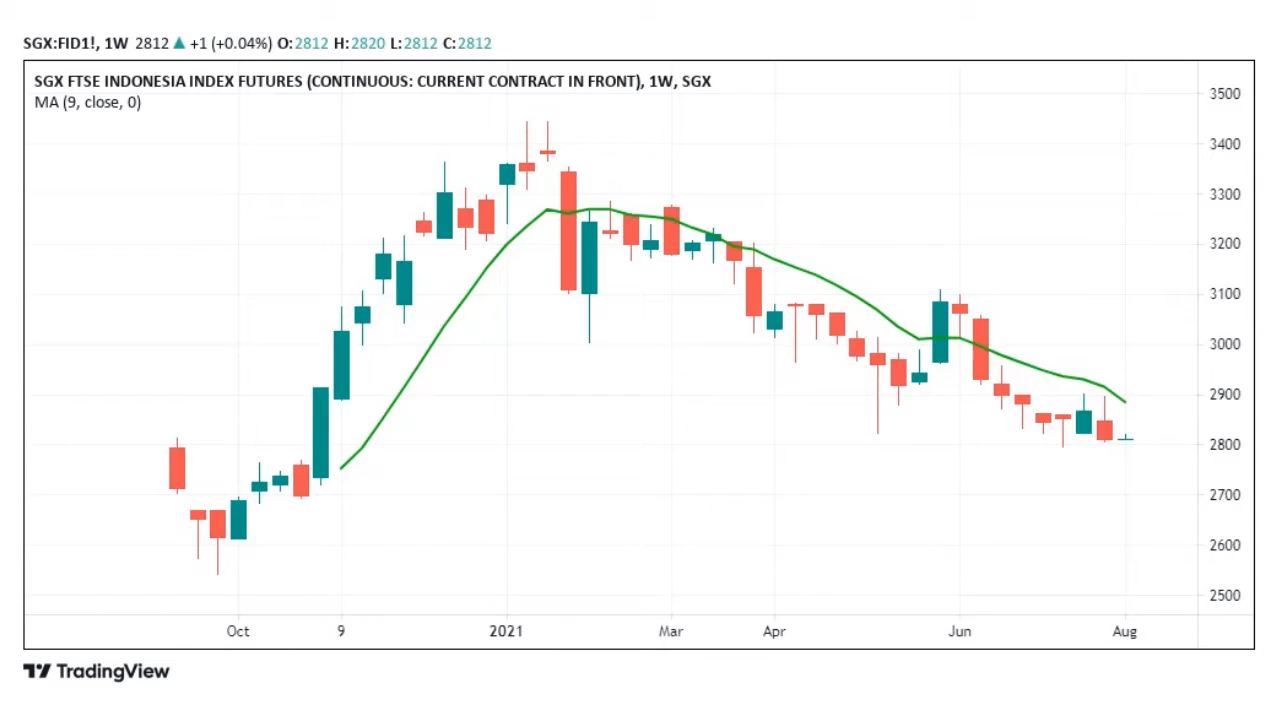 SGX:FID1!, 1W 2812 ▲ +1 (+0.04%) O:2812 H:2820 L:2812 C:2812
SGX FTSE INDONESIA INDEX FUTURES (CONTINUOUS: CURRENT CONTRACT IN FRONT), 1W, SGX
MA (9, close, 0)
3500
3400
3300
3200
3100
3000
2900
2800
2700
2600
2500
Oct 9 2021 Mar Apr Jun Aug
TradingView